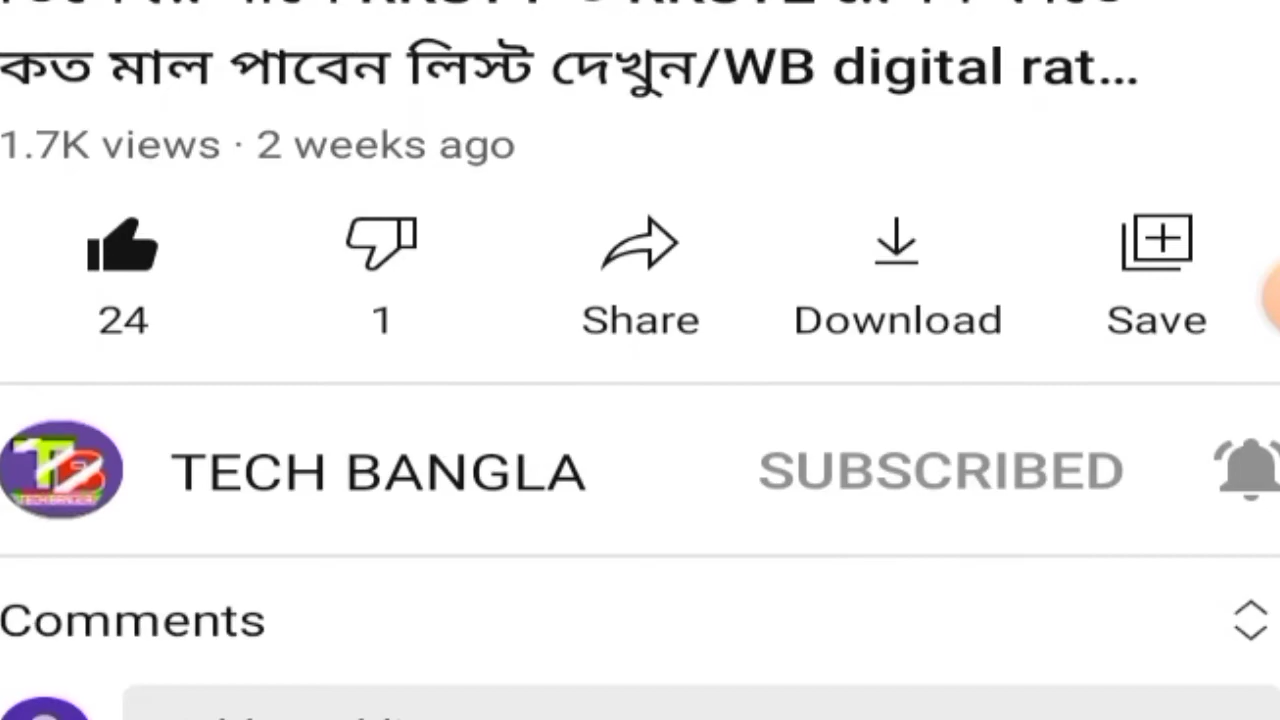 কত মাল পাবেন লিস্ট দেখুন/WB digital rat...
1.7K views · 2 weeks ago
24
1
Share
Download
Save
TECH BANGLA
SUBSCRIBED
Comments